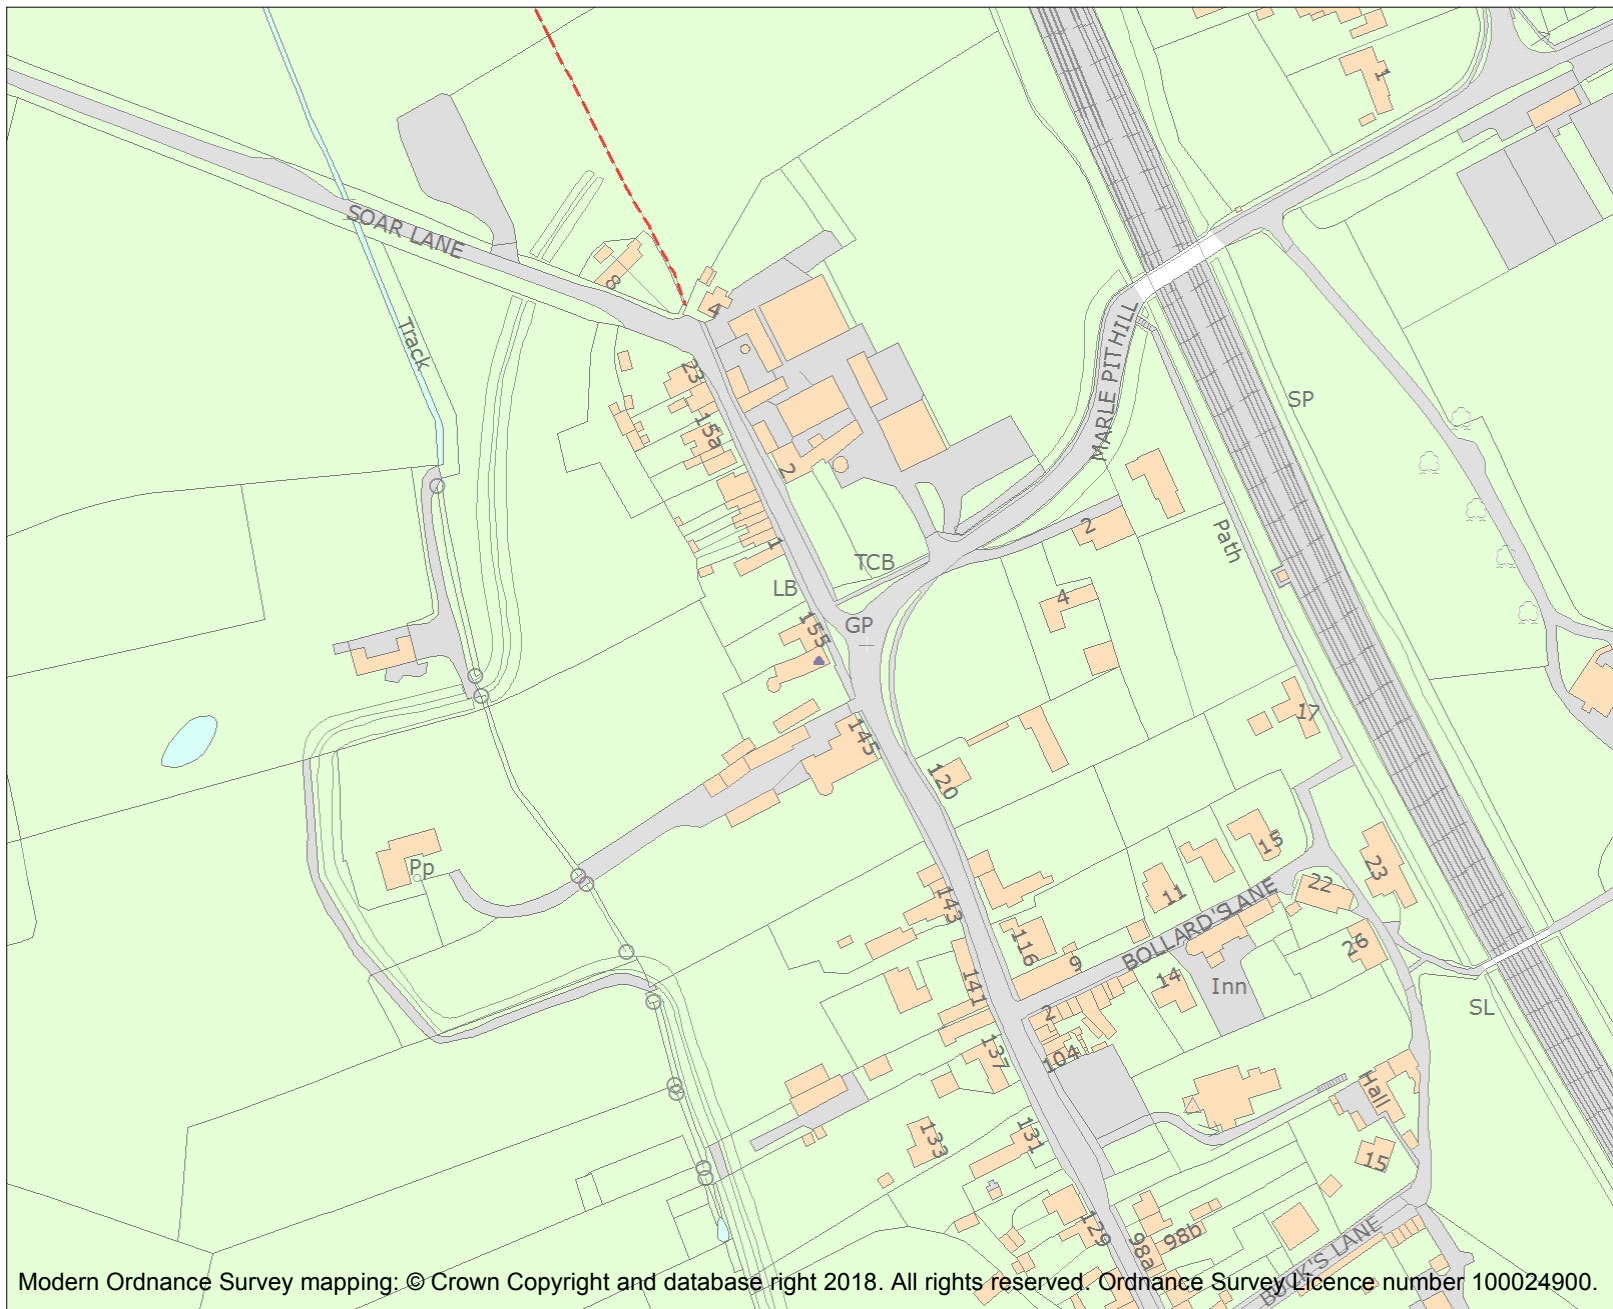 1
SOAR LANE
8
4
Track
MARLE PIT HILL
23
SP
15a
2
Path
2
1
TCB
LB
4
155
GP
17
145
120
15
Pp
23
11
22
143
BOLLARD'S LANE
116
26
9
14
141
Inn
2
SL
137
104
Hall
133
131
15
129
98b
98a
BUCK'S LANE
Modern Ordnance Survey mapping: © Crown Copyright and database right 2018. All rights reserved. Ordnance Survey Licence number 100024900.